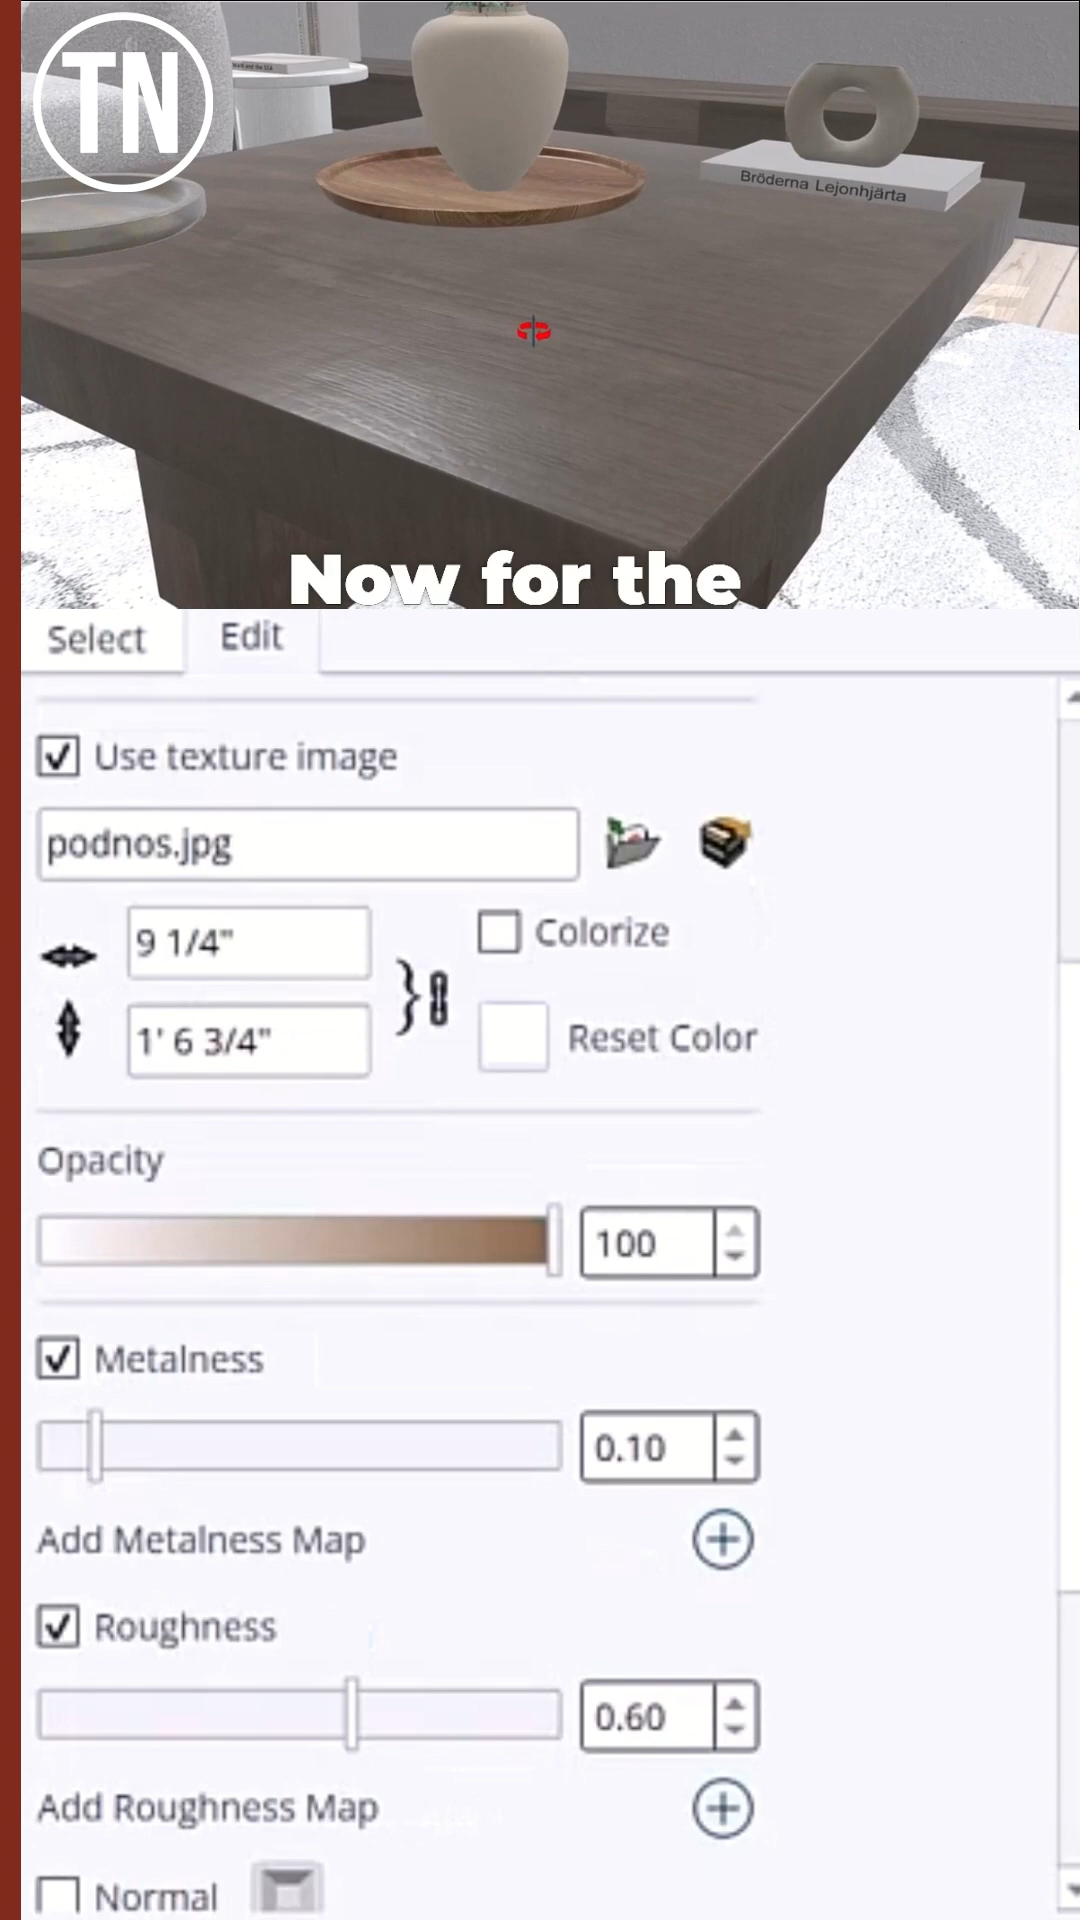 TN
Bröderna Lejonhjärta
Now for the
Select
Edit
Use texture image
podnos.jpg
9 1/4"
Colorize
1' 6 3/4"
Reset Color
Opacity
100
Metalness
0.10
Add Metalness Map
Roughness
0.60
Add Roughness Map
Normal